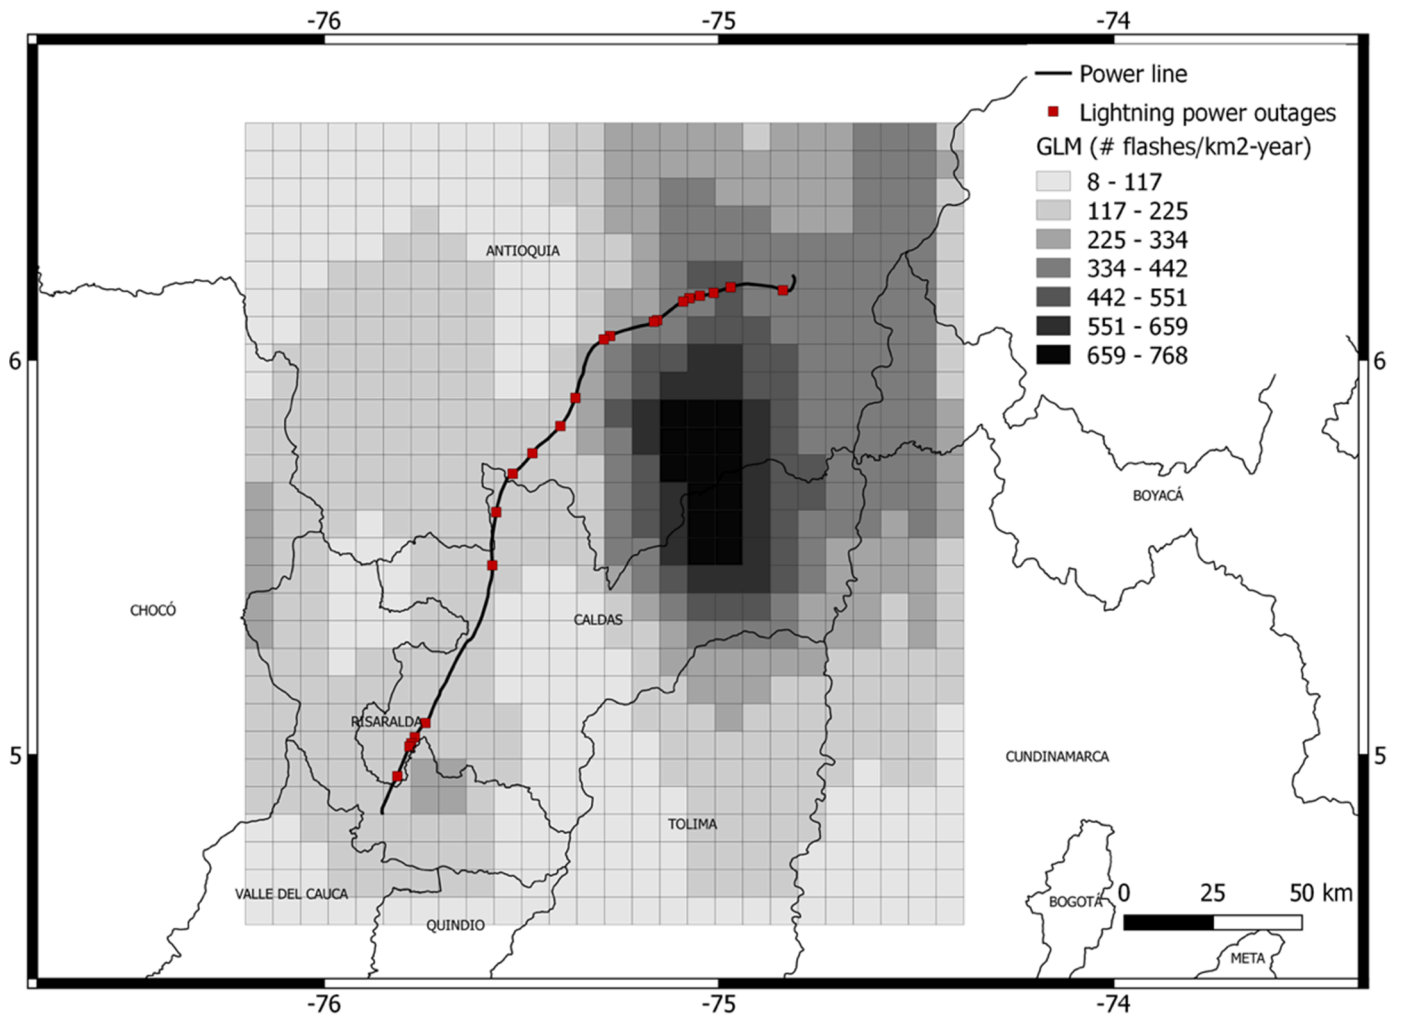 -76 -75 -74
Power line
Lightning power outages
GLM (# flashes/km2-year)
8 - 117
117 - 225
225 - 334
334 - 442
442 - 551
551 - 659
659 - 768
ANTIOQUIA
6 6
BOYACÁ
CHOCÓ
CALDAS
RISARALDA
5 5
CUNDINAMARCA
TOLIMA
VALLE DEL CAUCA
0 25 50 km
BOGOTÁ
QUINDIO
META
-76 -75 -74